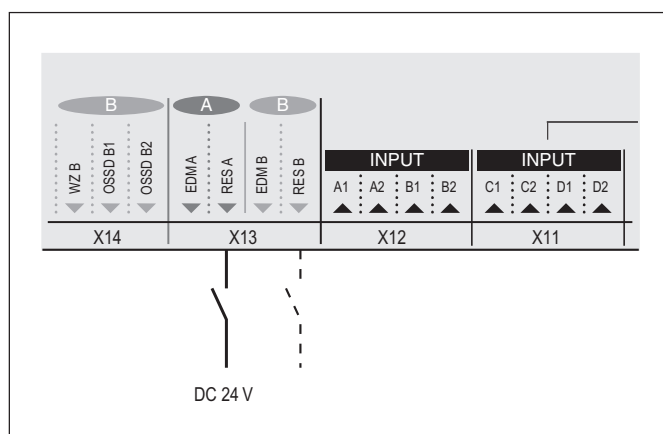 B A B
WZ B OSSD B1 OSSD B2 EDM A RES A EDM B RES B
INPUT INPUT
A1 A2 B1 B2 C1 C2 D1 D2
X14 X13 X12 X11
DC 24 V